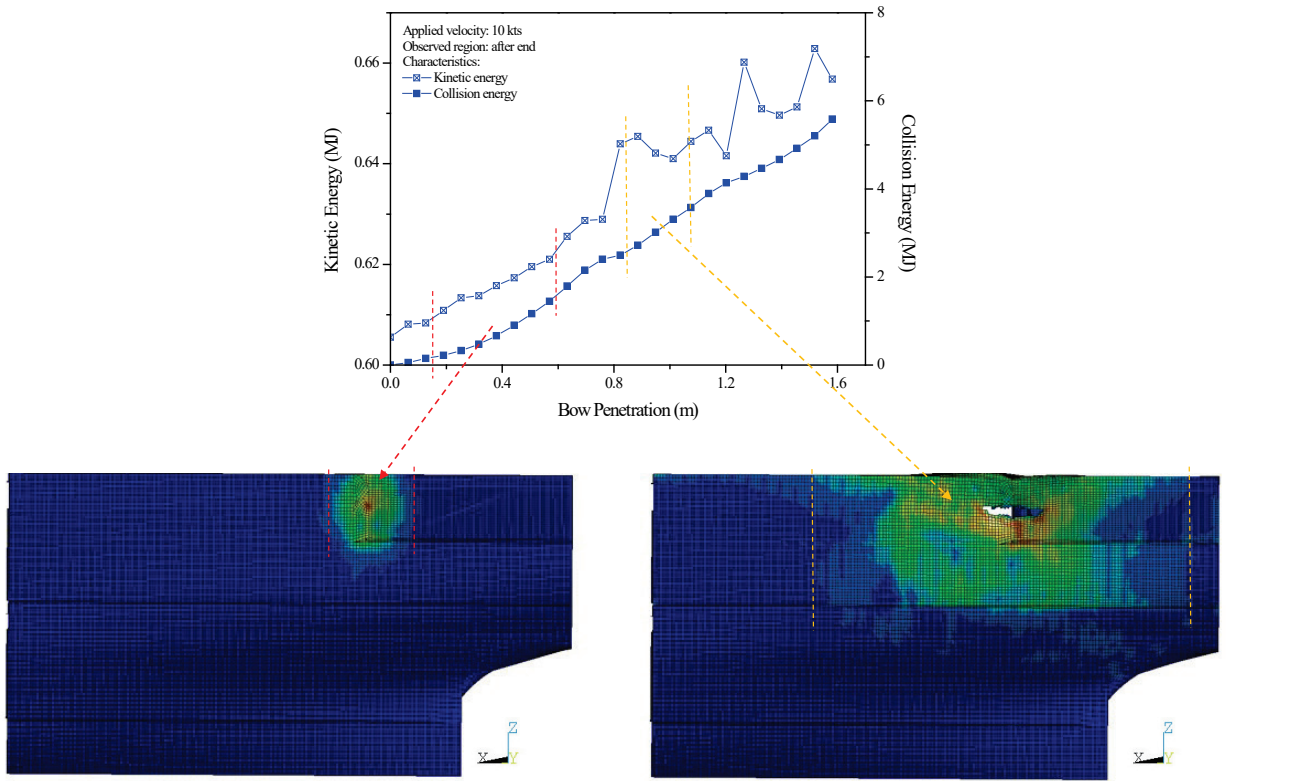 Applied velocity: 10 kts
Observed region: after end
Characteristics:
Kinetic energy
Collision energy
Kinetic Energy (MJ)
0.66
0.64
0.62
0.60
8
6
4
2
0
Collision Energy (MJ)
0.0 0.4 0.8 1.2 1.6
Bow Penetration (m)
Z
X Y
Z
X Y